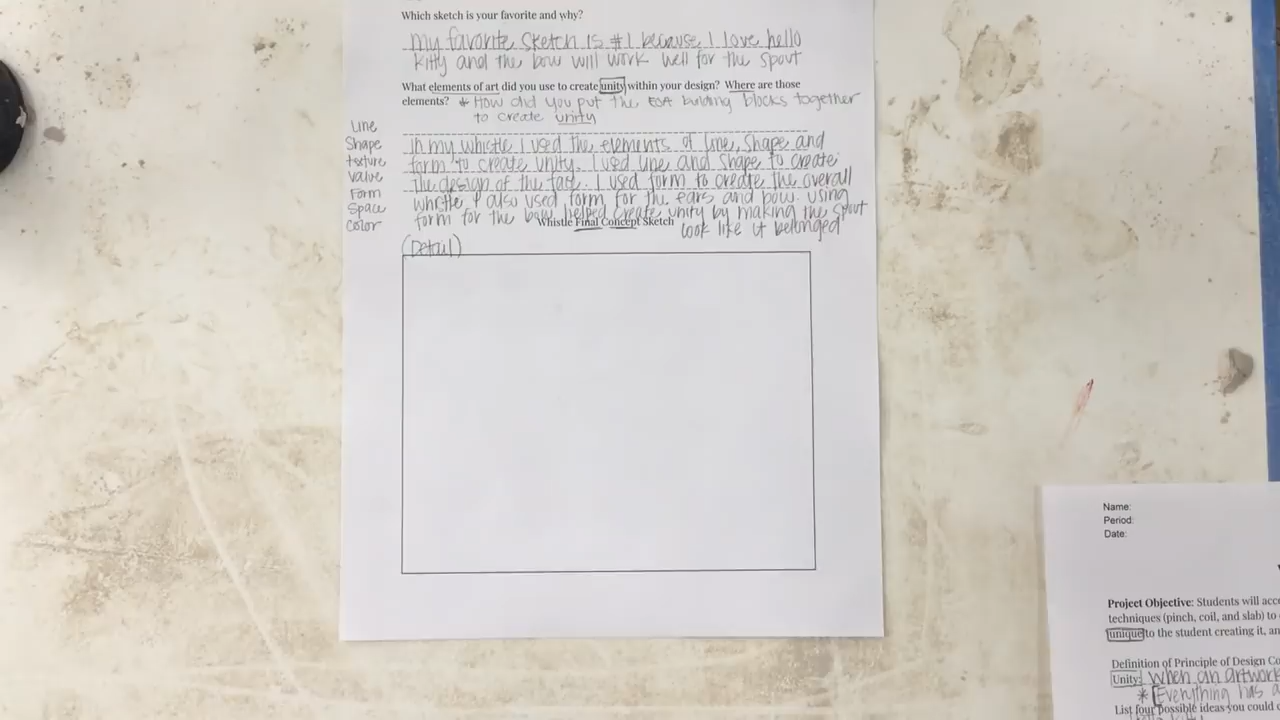 Which sketch is your favorite and why?
My favorite sketch is #1 because I love hello
kitty and the bow will work well for the spout
What elements of art did you use to create unity within your design? Where are those
elements? * How did you put the EOA building blocks together
to create unity
Line
Shape
texture
Value
Form
Space
color
In my whistle I used the elements of line, shape and
form to create unity. I used line and shape to create
the design of the face. I used form to create the overall
whistle & also used form for the ears and bow. Using
form for the bow helped create unity by making the spout
look like it belonged
Whistle Final Concept Sketch
(Detail)
Name:
Period:
Date:
Project Objective: Students will
techniques (pinch, coil, and slab) to
unique to the student creating it,
Definition of Principle of Design
Unity: When an artwork
* Everything has
List four possible ideas you could